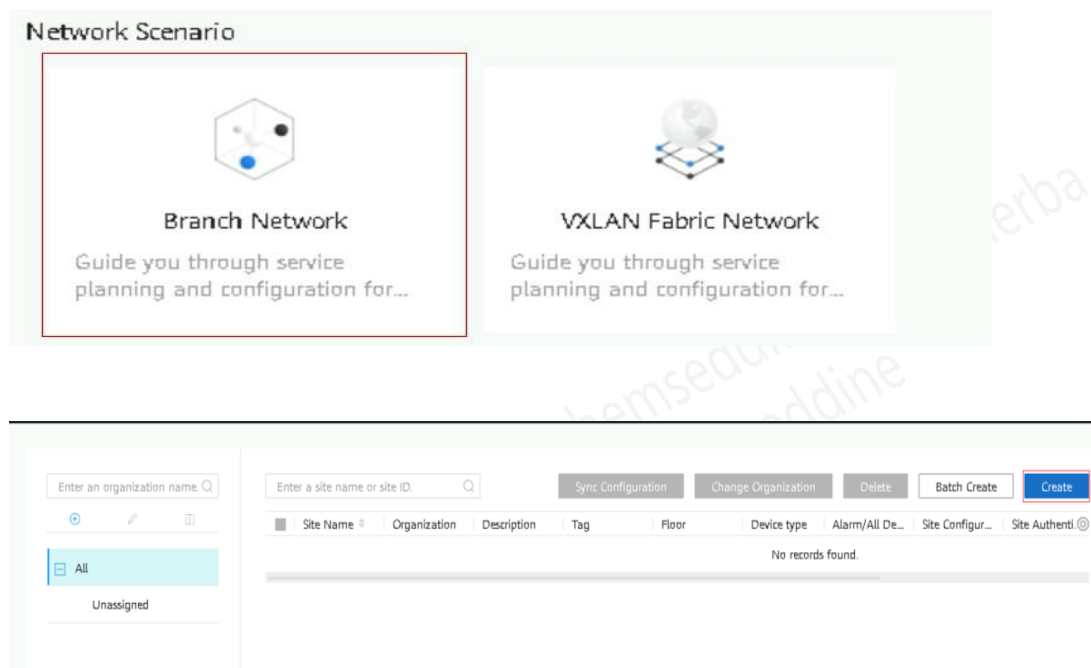 Network Scenario
Branch Network
Guide you through service
planning and configuration for...
VXLAN Fabric Network
Guide you through service
planning and configuration for...
erba
hemseddi
eddine
Enter an organization name.
Enter a site name or site ID.
Sync Configuration
Change Organization
Delete
Batch Create
Create
Site Name
Organization
Description
Tag
Floor
Device type
Alarm/All De...
Site Configur...
Site Authenti.
No records found.
All
Unassigned